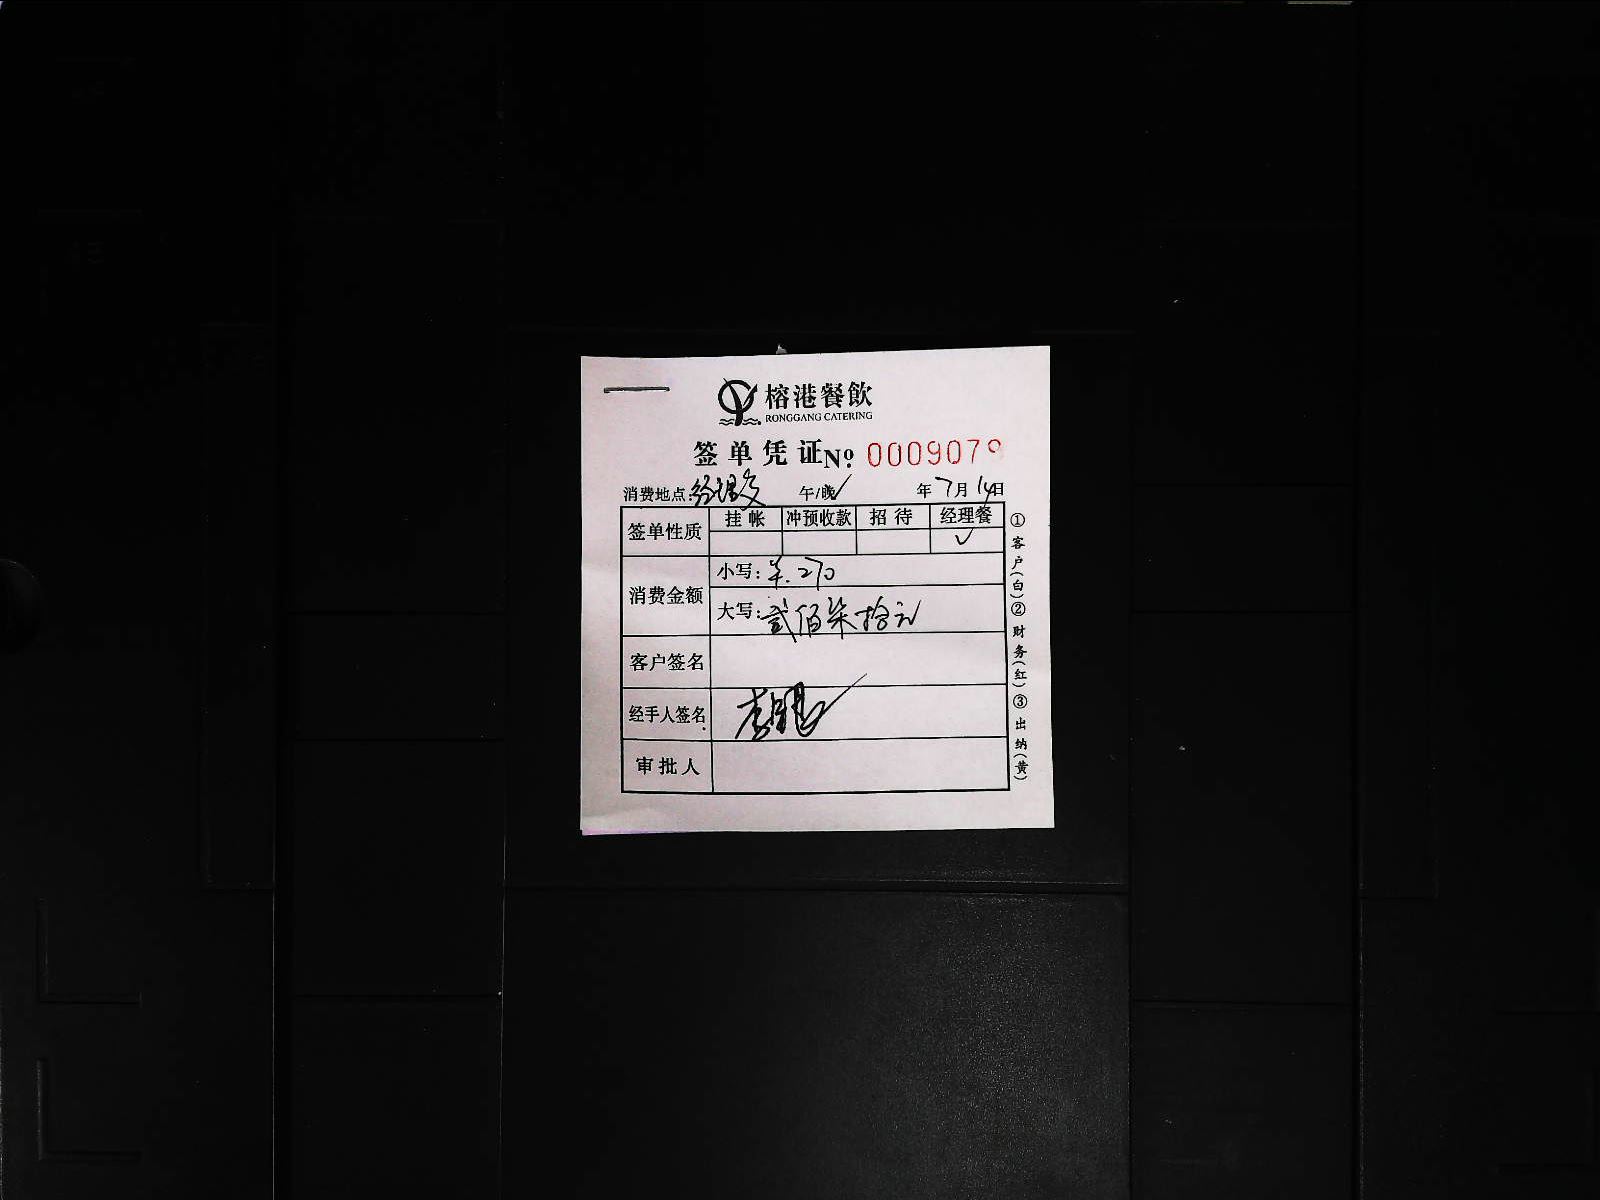 榕港餐飲
RONGGANG CATERING
签单凭证 No 0009079
消费地点: 经理餐 午/晚✓ 年 7月 14日
签单性质 挂帐 冲预收款 招待 经理餐
✓
消费金额
小写: ¥.270
大写: 贰佰柒拾元
客户签名
经手人签名
审批人
①客户(白)②财务(红)③出纳(黄)